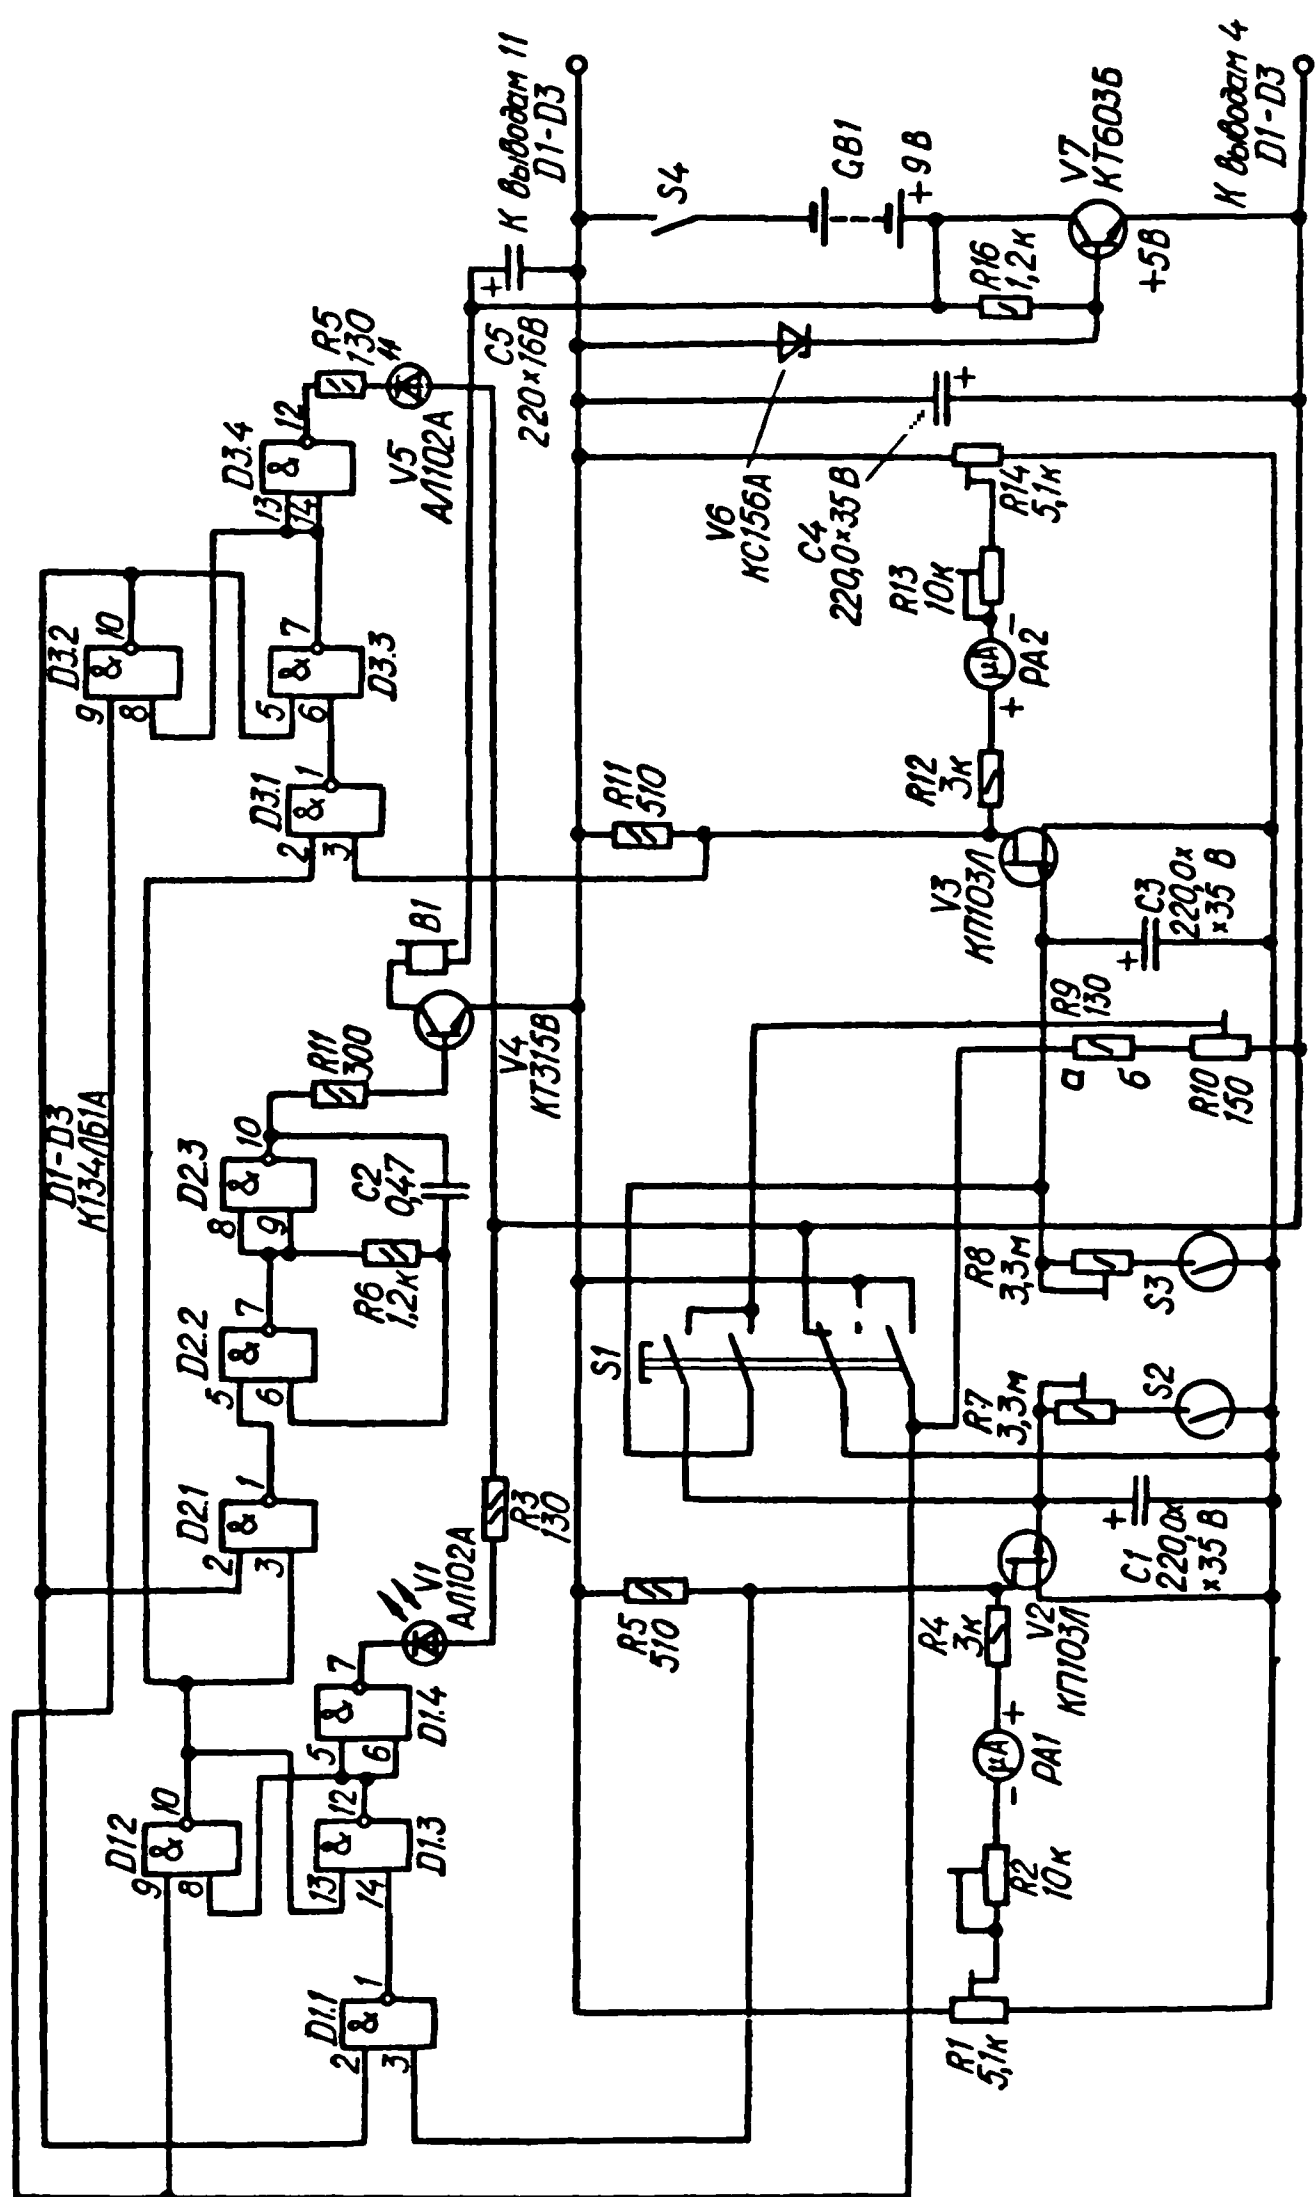 D1-D3
К134ЛБ1А
D1.1
&
2
3
1
D1.2
&
9
8
10
D1.3
&
13
14
12
D1.4
&
5
6
7
V1
АЛ102А
R3
130
D2.1
&
2
3
1
D2.2
&
5
6
7
D2.3
&
8
9
10
R6
1,2к
C2
0,47
R11
300
V4
КТ315В
B1
D3.1
&
2
3
1
D3.2
&
9
8
10
D3.3
&
5
6
7
D3.4
&
13
14
12
R5
130
V5
АЛ102А
C5
220×16В
+
К выводам 11
D1-D3
S4
GB1
+ 9 В
R16
1,2к
V7
КТ603Б
+5В
К выводам 4
D1-D3
V6
КС156А
C4
220,0×35 В
+
R14
5,1к
R13
10к
μA
PA2
–
+
R12
3к
R11
510
V3
КП103Л
C3
220,0×
×35 В
+
R9
130
а
б
R10
150
R8
3,3м
S3
S1
R7
3,3м
S2
C1
220,0×
×35 В
+
R5
510
V2
КП103Л
R4
3к
μA
PA1
+
–
R2
10к
R1
5,1к